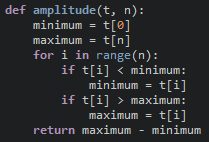 def amplitude(t, n):
    minimum = t[0]
    maximum = t[n]
    for i in range(n):
        if t[i] < minimum:
            minimum = t[i]
        if t[i] > maximum:
            maximum = t[i]
    return maximum - minimum